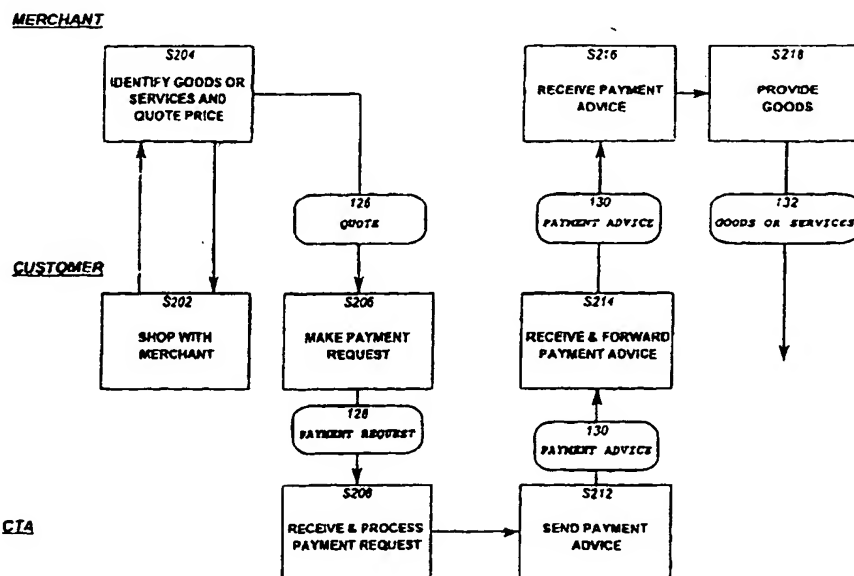 MERCHANT
S204
IDENTIFY GOODS OR
SERVICES AND
QUOTE PRICE
S216
RECEIVE PAYMENT
ADVICE
S218
PROVIDE
GOODS
126
QUOTE
130
PAYMENT ADVICE
132
GOODS OR SERVICES
CUSTOMER
S202
SHOP WITH
MERCHANT
S206
MAKE PAYMENT
REQUEST
S214
RECEIVE & FORWARD
PAYMENT ADVICE
128
PAYMENT REQUEST
130
PAYMENT ADVICE
CTA
S208
RECEIVE & PROCESS
PAYMENT REQUEST
S212
SEND PAYMENT
ADVICE